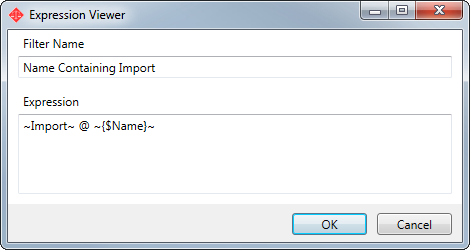 Expression Viewer
Filter Name
Name Containing Import
Expression
~Import~ @ ~{$Name}~
OK
Cancel